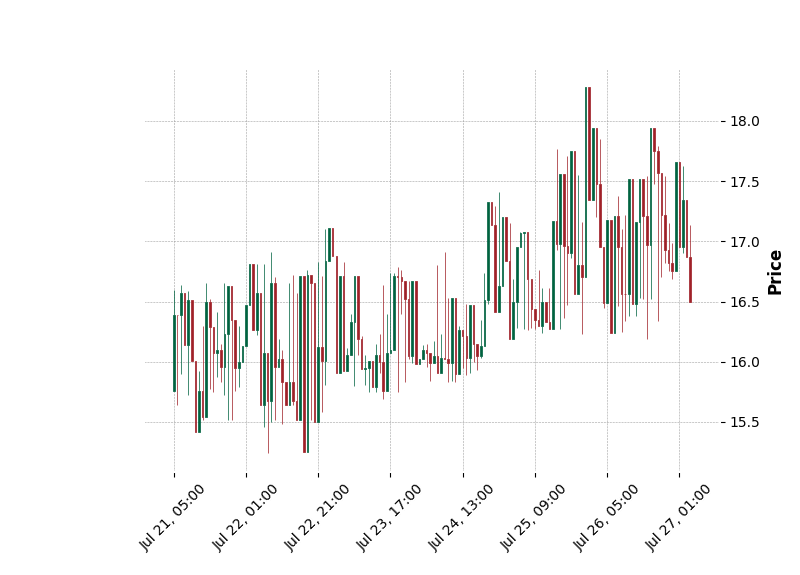 18.0
17.5
17.0
16.5
16.0
15.5
Price
Jul 21, 05:00
Jul 22, 01:00
Jul 22, 21:00
Jul 23, 17:00
Jul 24, 13:00
Jul 25, 09:00
Jul 26, 05:00
Jul 27, 01:00